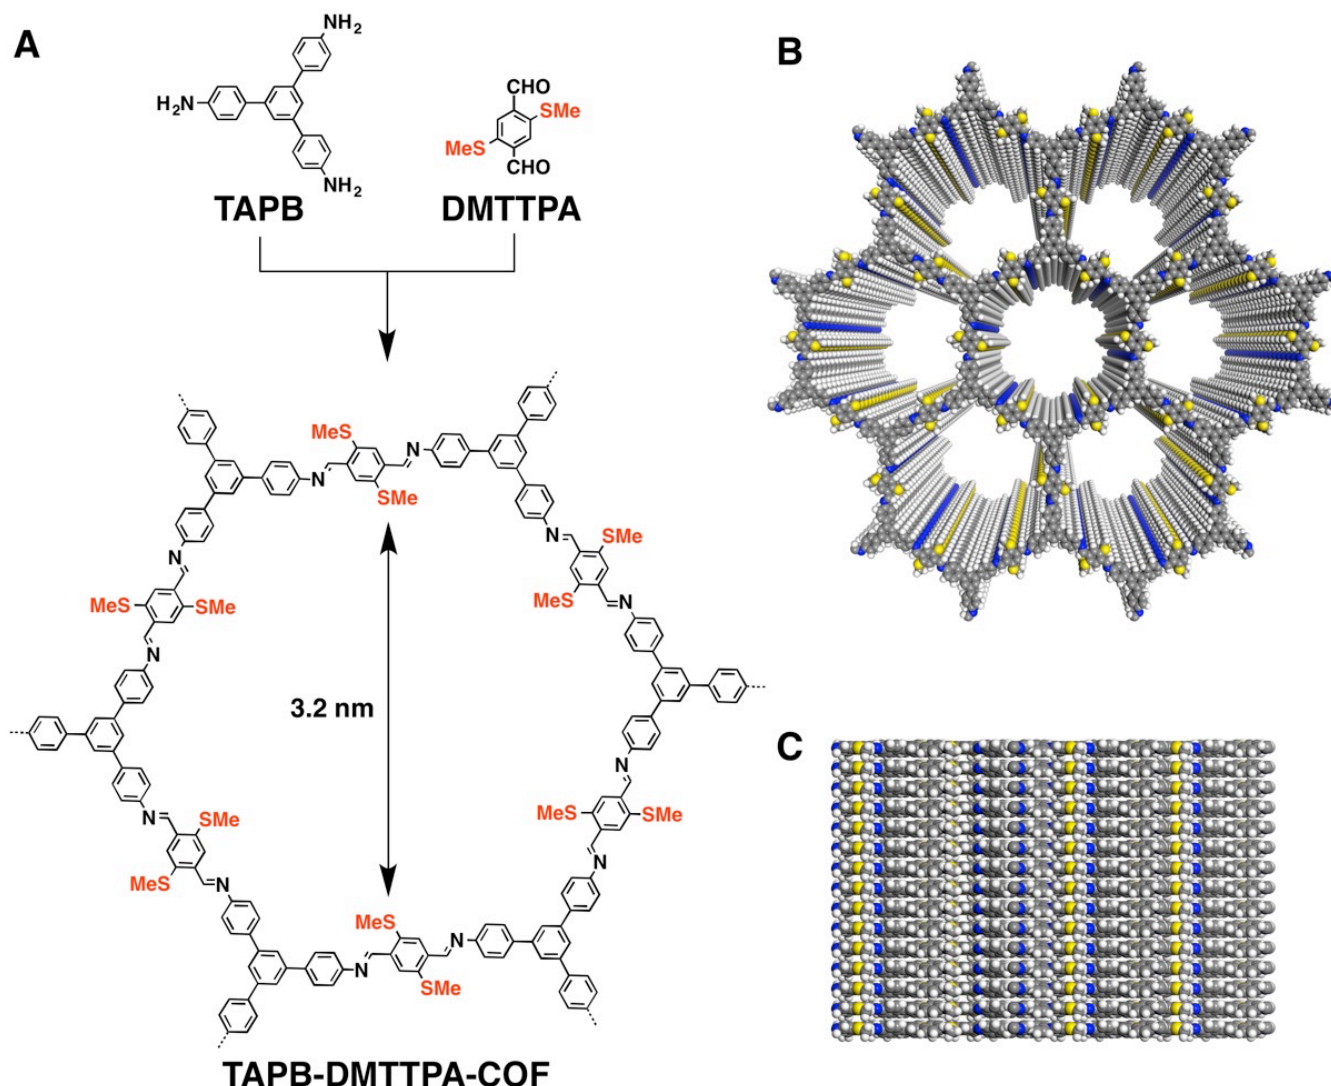 A
NH2
H2N
NH2
TAPB
CHO
SMe
MeS
CHO
DMTTPA
MeS
N
N
SMe
N
SMe
MeS
N
N
MeS
SMe
N
3.2 nm
N
SMe
MeS
N
N
MeS
SMe
N
MeS
N
N
SMe
TAPB-DMTTPA-COF
B
C